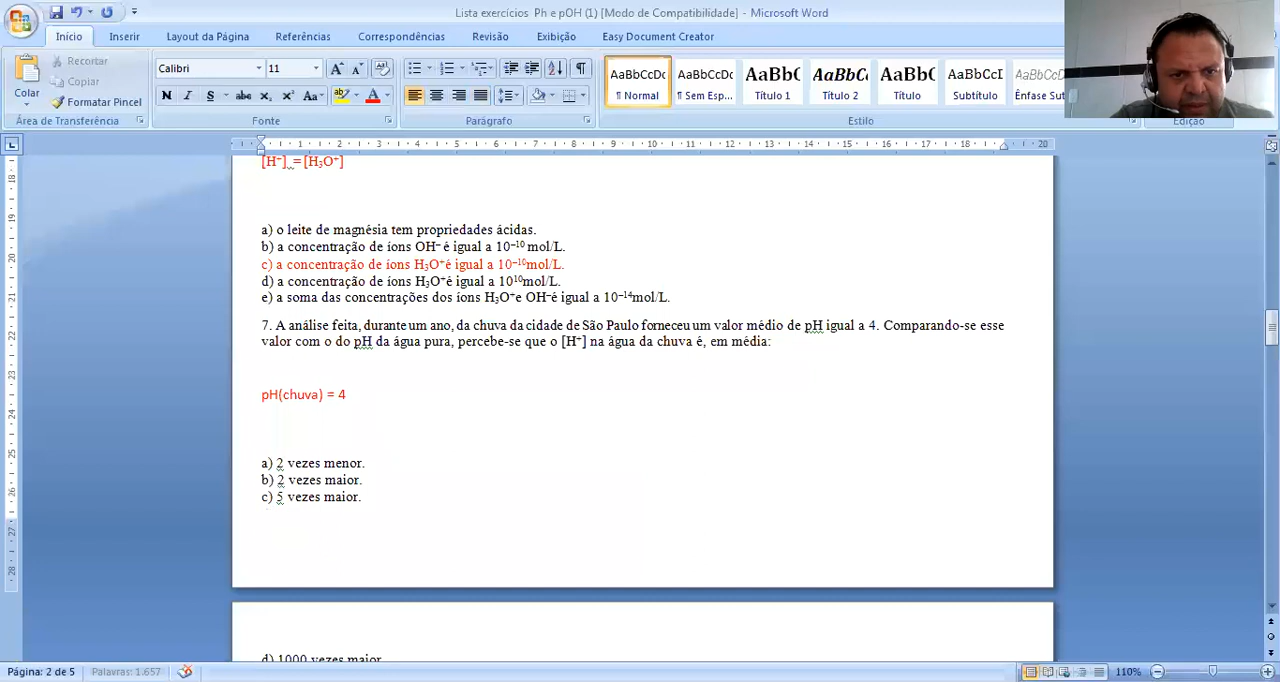 Lista exercícios Ph e pOH (1) [Modo de Compatibilidade] - Microsoft Word
Início Inserir Layout da Página Referências Correspondências Revisão Exibição Easy Document Creator
Colar
Recortar
Copiar
Formatar Pincel
Área de Transferência
Calibri 11
N I S abc x₂ x² Aa
Fonte
Parágrafo
AaBbCcDc AaBbCcDc AaBbC AaBbCc AaBbC AaBbCcI AaBbCcD
¶ Normal ¶ Sem Esp... Título 1 Título 2 Título Subtítulo Ênfase Sut
Estilo
Edição
[H⁺] = [H₃O⁺]
a) o leite de magnésia tem propriedades ácidas.
b) a concentração de íons OH⁻ é igual a 10⁻¹⁰ mol/L.
c) a concentração de íons H₃O⁺é igual a 10⁻¹⁰mol/L.
d) a concentração de íons H₃O⁺é igual a 10¹⁰mol/L.
e) a soma das concentrações dos íons H₃O⁺e OH⁻é igual a 10⁻¹⁴mol/L.
7. A análise feita, durante um ano, da chuva da cidade de São Paulo forneceu um valor médio de pH igual a 4. Comparando-se esse
valor com o do pH da água pura, percebe-se que o [H⁺] na água da chuva é, em média:
pH(chuva) = 4
a) 2 vezes menor.
b) 2 vezes maior.
c) 5 vezes maior.
d) 1000 vezes maior
Página: 2 de 5 Palavras: 1.657 110%